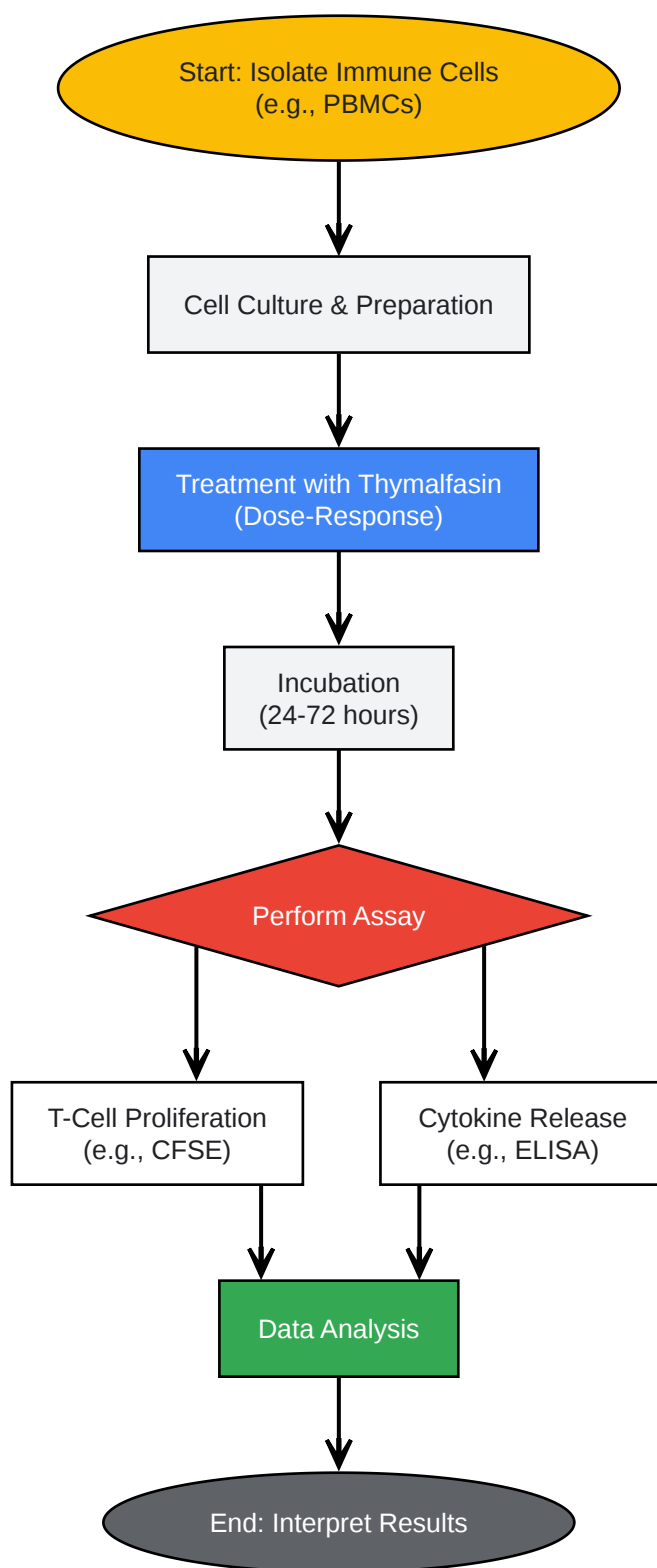 Start: Isolate Immune Cells
(e.g., PBMCs)
Cell Culture & Preparation
Treatment with Thymalfasin
(Dose-Response)
Incubation
(24-72 hours)
Perform Assay
T-Cell Proliferation
(e.g., CFSE)
Cytokine Release
(e.g., ELISA)
Data Analysis
End: Interpret Results